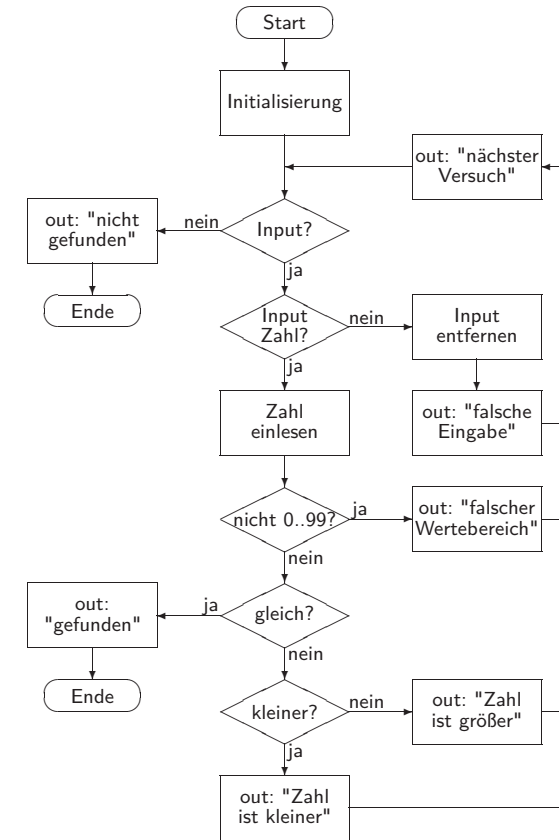 Start
Initialisierung
out: "nächster
Versuch"
out: "nicht
gefunden"
nein
Input?
ja
Ende
Input
Zahl?
nein
Input
entfernen
ja
Zahl
einlesen
out: "falsche
Eingabe"
nicht 0..99?
ja
out: "falscher
Wertebereich"
nein
out:
"gefunden"
ja
gleich?
nein
Ende
kleiner?
nein
out: "Zahl
ist größer"
ja
out: "Zahl
ist kleiner"